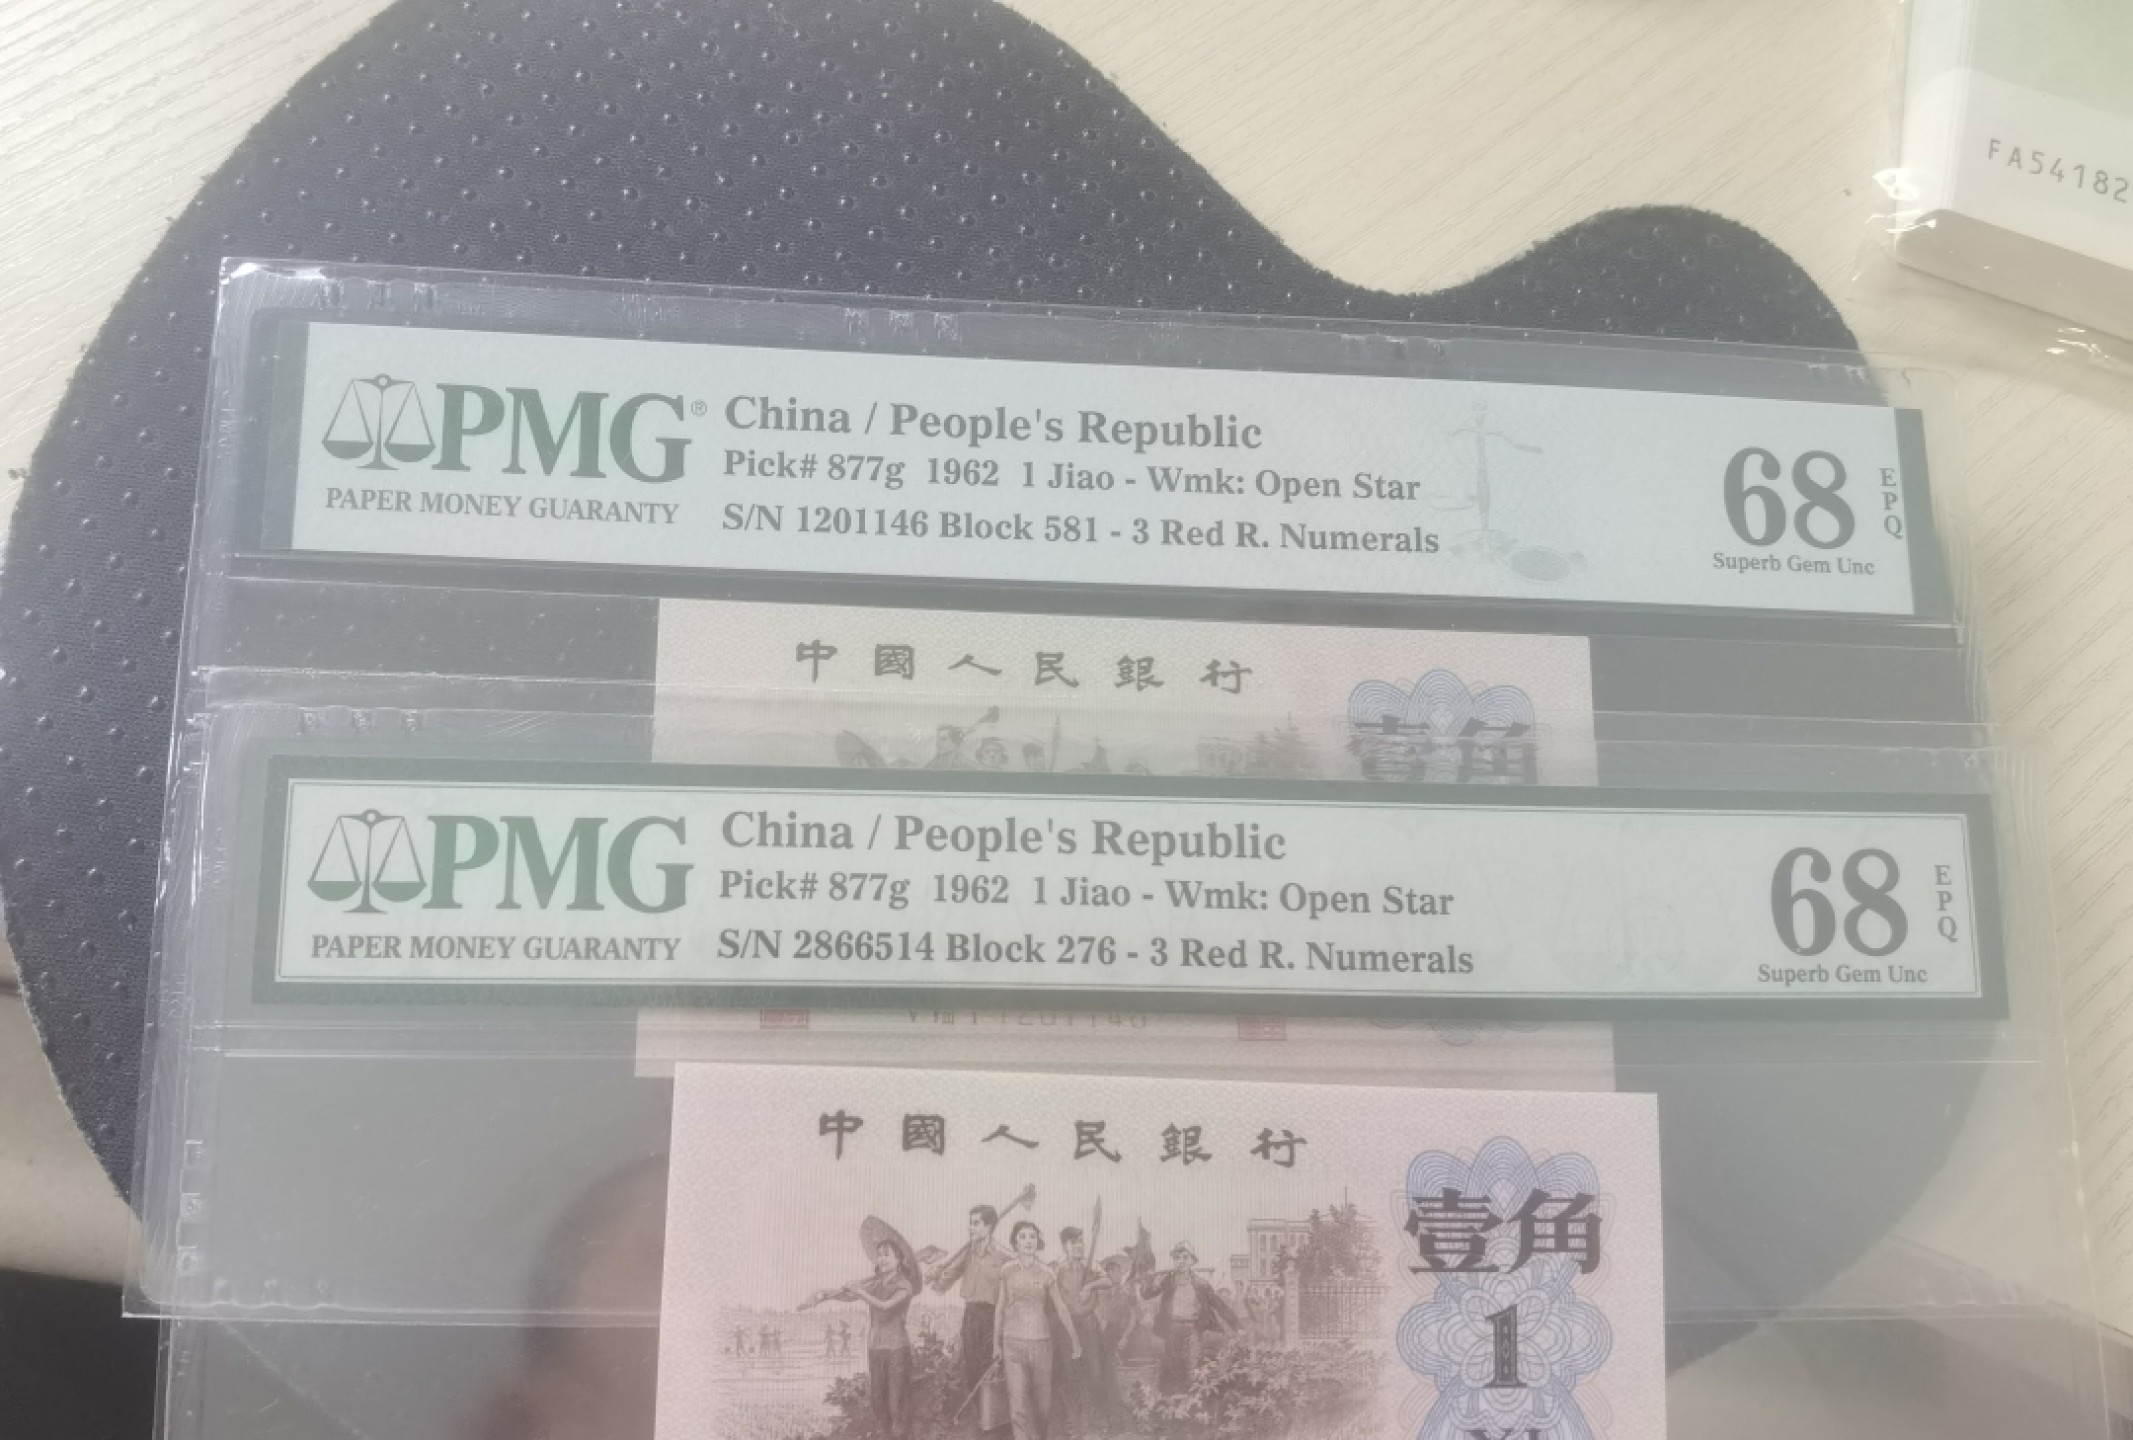 FA54182
PMG®
PAPER MONEY GUARANTY
China / People's Republic
Pick# 877g 1962 1 Jiao - Wmk: Open Star
S/N 1201146 Block 581 - 3 Red R. Numerals
68
EPQ
Superb Gem Unc
中國人民銀行
壹角
PMG
PAPER MONEY GUARANTY
China / People's Republic
Pick# 877g 1962 1 Jiao - Wmk: Open Star
S/N 2866514 Block 276 - 3 Red R. Numerals
68
EPQ
Superb Gem Unc
1201146
中國人民銀行
壹角
1